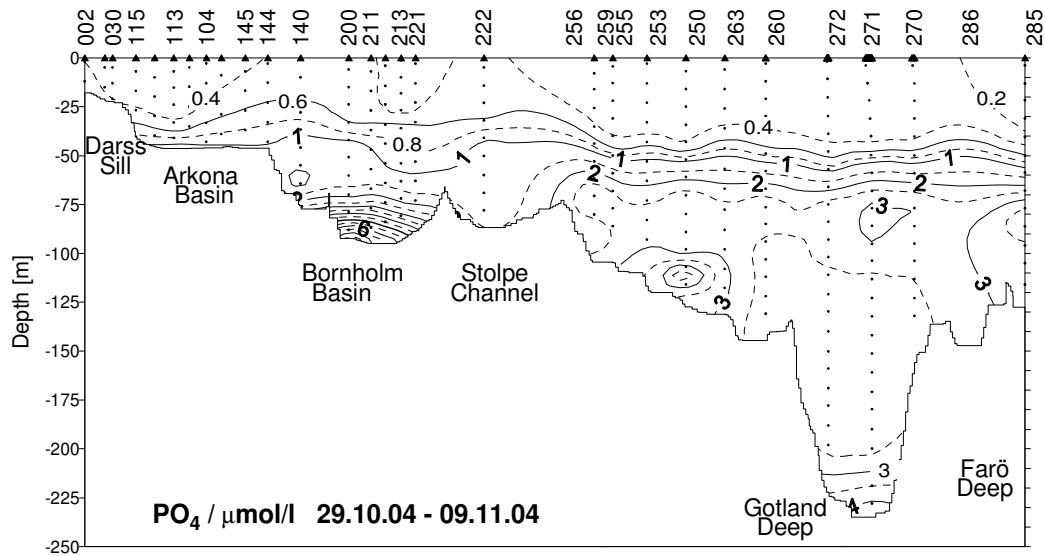 002 030 115 113 104 145 144 140 200 211 213 221 222 256 259 255 253 250 263 260 272 271 270 286 285
0
-25
-50
-75
-100
-125
-150
-175
-200
-225
-250
Depth [m]
0.4
0.6
0.8
0.4
0.2
1
1
1
1
1
2
2
2
3
3
3
6
3
4
Darss
Sill
Arkona
Basin
Bornholm
Basin
Stolpe
Channel
Gotland
Deep
Farö
Deep
PO4 / μmol/l 29.10.04 - 09.11.04